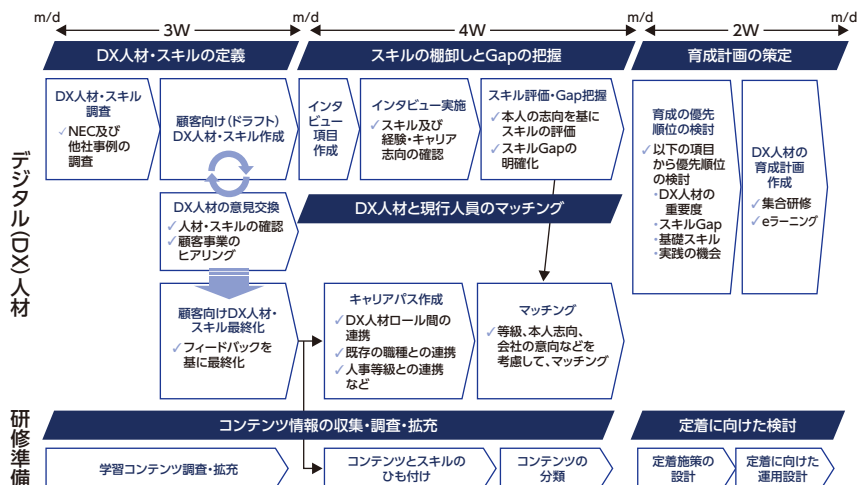 m/d
3W
m/d
4W
m/d
2W
m/d
DX人材・スキルの定義
スキルの棚卸しとGapの把握
育成計画の策定
デジタル(DX)人材
DX人材・スキル
調査
✓NEC及び
他社事例の
調査
顧客向け(ドラフト)
DX人材・スキル作成
インタ
ビュー
項目
作成
インタビュー実施
✓スキル及び
経験・キャリア
志向の確認
スキル評価・Gap把握
✓本人の志向を基に
スキルの評価
✓スキルGapの
明確化
育成の優先
順位の検討
✓以下の項目
から優先順位
の検討
・DX人材の
重要度
・スキルGap
・基礎スキル
・実践の機会
DX人材の
育成計画
作成
✓集合研修
✓eラーニング
DX人材の意見交換
✓人材・スキルの確認
✓顧客事業の
ヒアリング
DX人材と現行人員のマッチング
顧客向けDX人材・
スキル最終化
✓フィードバックを
基に最終化
キャリアパス作成
✓DX人材ロール間の
連携
✓既存の職種との連携
✓人事等級との連携
など
マッチング
✓等級、本人志向、
会社の意向などを
考慮して、マッチング
研修準備
コンテンツ情報の収集・調査・拡充
定着に向けた検討
学習コンテンツ調査・拡充
コンテンツとスキルの
ひも付け
コンテンツの
分類
定着施策の
設計
定着に向けた
運用設計